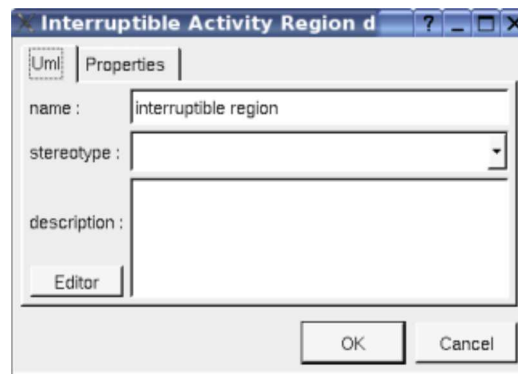 Interruptible Activity Region d
Uml Properties
name : interruptible region
stereotype :
description :
Editor
OK Cancel